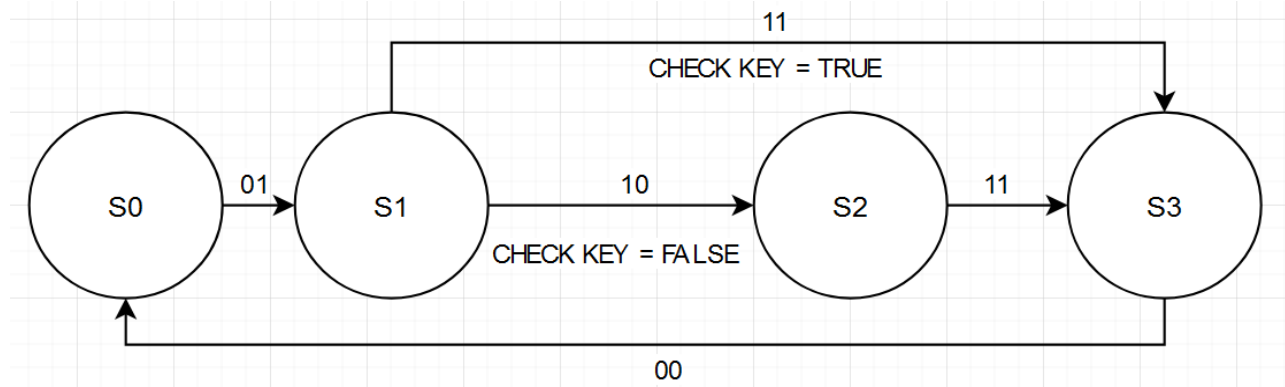 11
CHECK KEY = TRUE
S0
01
S1
10
CHECK KEY = FALSE
S2
11
S3
00